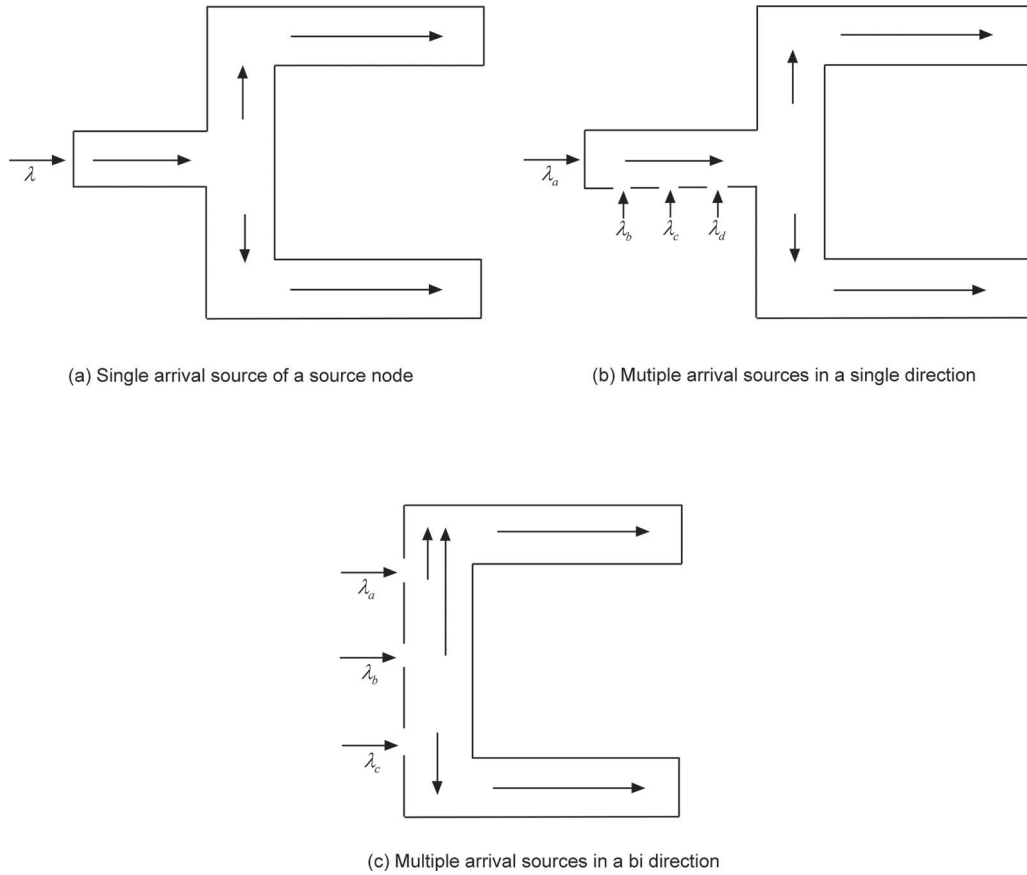 λ
λa
λb
λc
λd
(a) Single arrival source of a source node
(b) Mutiple arrival sources in a single direction
λa
λb
λc
(c) Multiple arrival sources in a bi direction